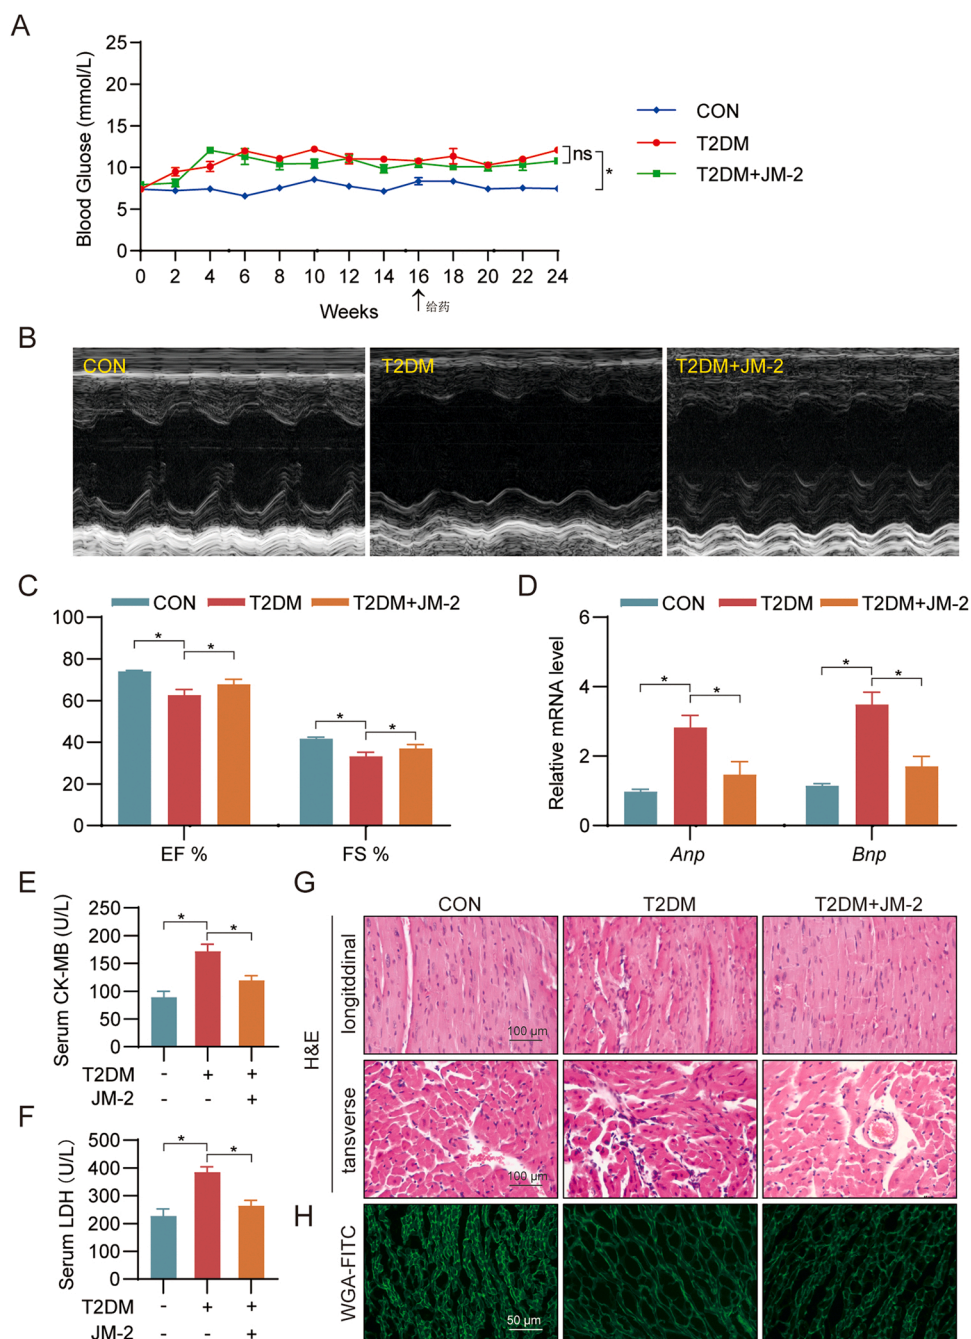 A
Blood Gluose (mmol/L)
25
20
15
10
5
0
0 2 4 6 8 10 12 14 16 18 20 22 24
Weeks
给药
ns
*
CON
T2DM
T2DM+JM-2
B
CON
T2DM
T2DM+JM-2
C
CON T2DM T2DM+JM-2
100
80
60
40
20
0
* * * *
EF % FS %
D
CON T2DM T2DM+JM-2
Relative mRNA level
6
4
2
0
* * * *
Anp Bnp
E
Serum CK-MB (U/L)
250
200
150
100
50
0
* *
T2DM - + +
JM-2 - - +
F
Serum LDH (U/L)
500
400
300
200
100
0
* *
T2DM - + +
JM-2 - - +
G
CON T2DM T2DM+JM-2
H&E
longitddinal
100 μm
tansverse
100 μm
H
WGA-FITC
50 μm